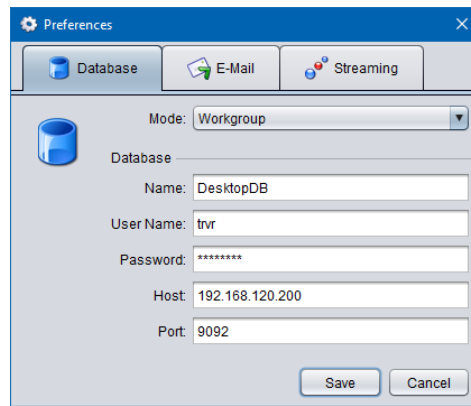 Preferences
Database E-Mail Streaming
Mode: Workgroup
Database
Name: DesktopDB
User Name: trvr
Password: ********
Host: 192.168.120.200
Port: 9092
Save Cancel